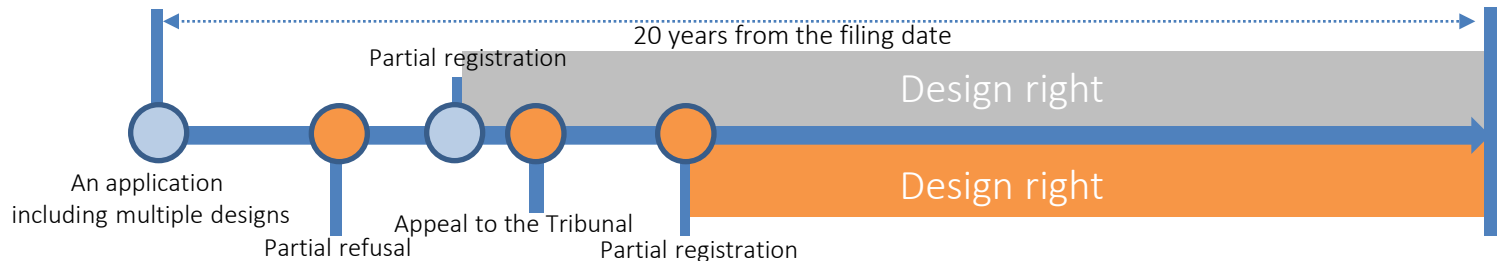 20 years from the filing date
Partial registration
Design right
An application
including multiple designs
Partial refusal
Appeal to the Tribunal
Partial registration
Design right